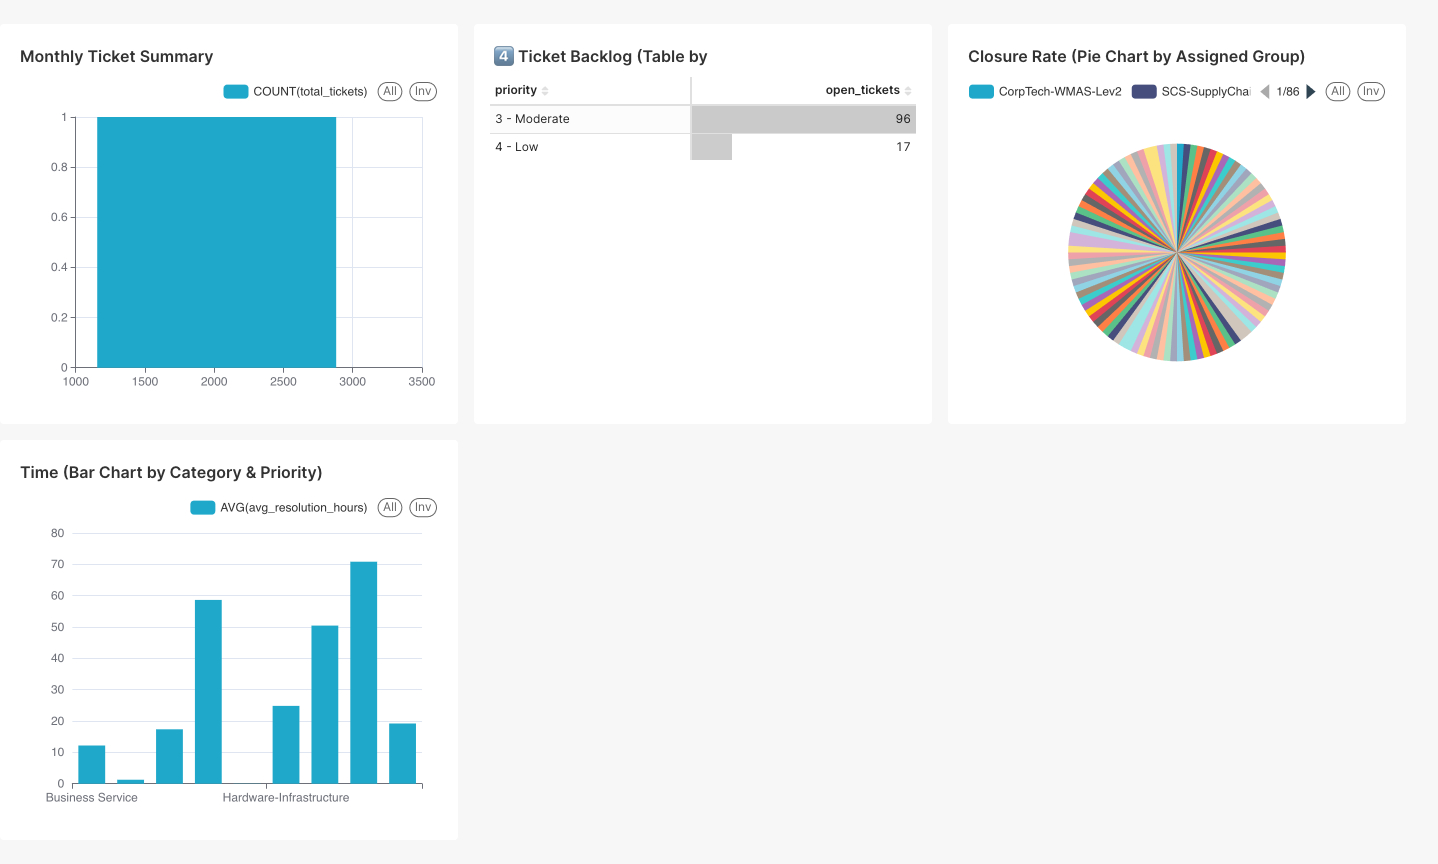 Monthly Ticket Summary
COUNT(total_tickets) All Inv
1
0.8
0.6
0.4
0.2
0
1000 1500 2000 2500 3000 3500
4 Ticket Backlog (Table by
priority open_tickets
3 - Moderate 96
4 - Low 17
Closure Rate (Pie Chart by Assigned Group)
CorpTech-WMAS-Lev2 SCS-SupplyChai 1/86 All Inv
Time (Bar Chart by Category & Priority)
AVG(avg_resolution_hours) All Inv
80
70
60
50
40
30
20
10
0
Business Service Hardware-Infrastructure